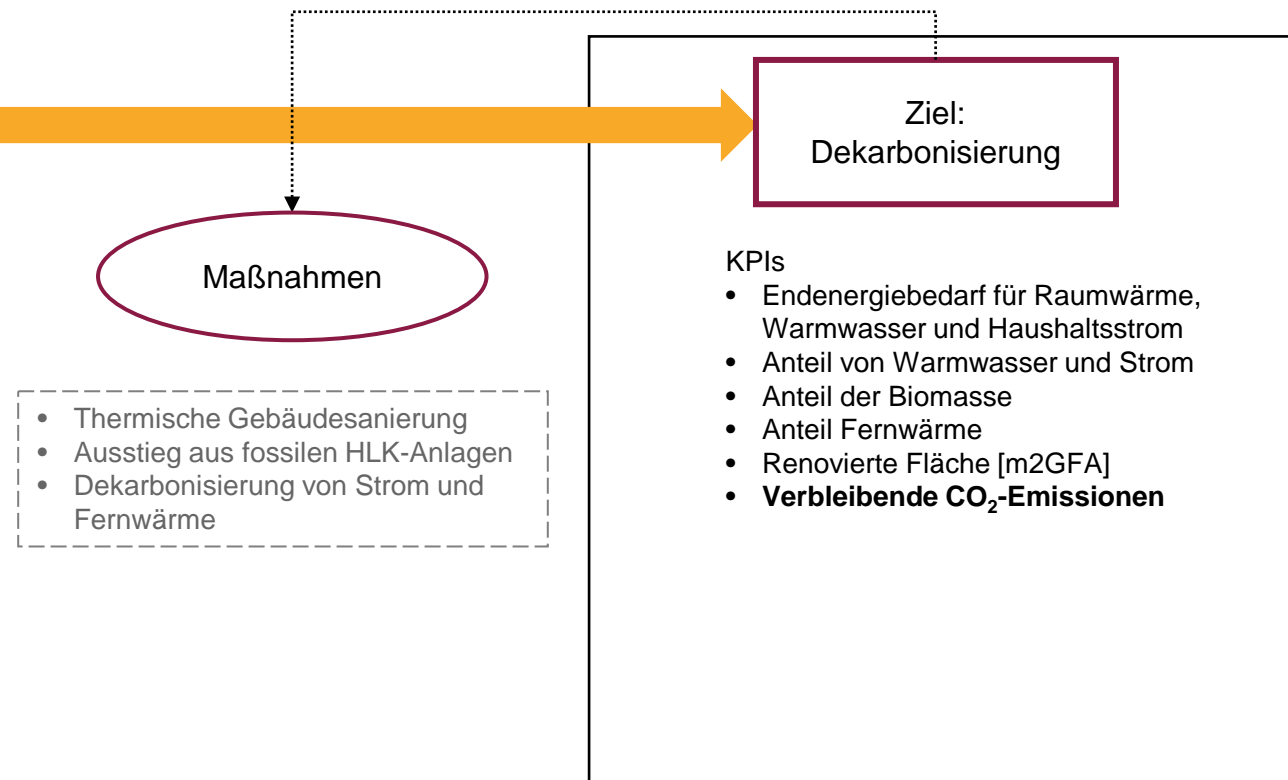 Ziel:
Dekarbonisierung
Maßnahmen
• Thermische Gebäudesanierung
• Ausstieg aus fossilen HLK-Anlagen
• Dekarbonisierung von Strom und
Fernwärme
KPIs
• Endenergiebedarf für Raumwärme,
Warmwasser und Haushaltsstrom
• Anteil von Warmwasser und Strom
• Anteil der Biomasse
• Anteil Fernwärme
• Renovierte Fläche [m2GFA]
• Verbleibende CO₂-Emissionen